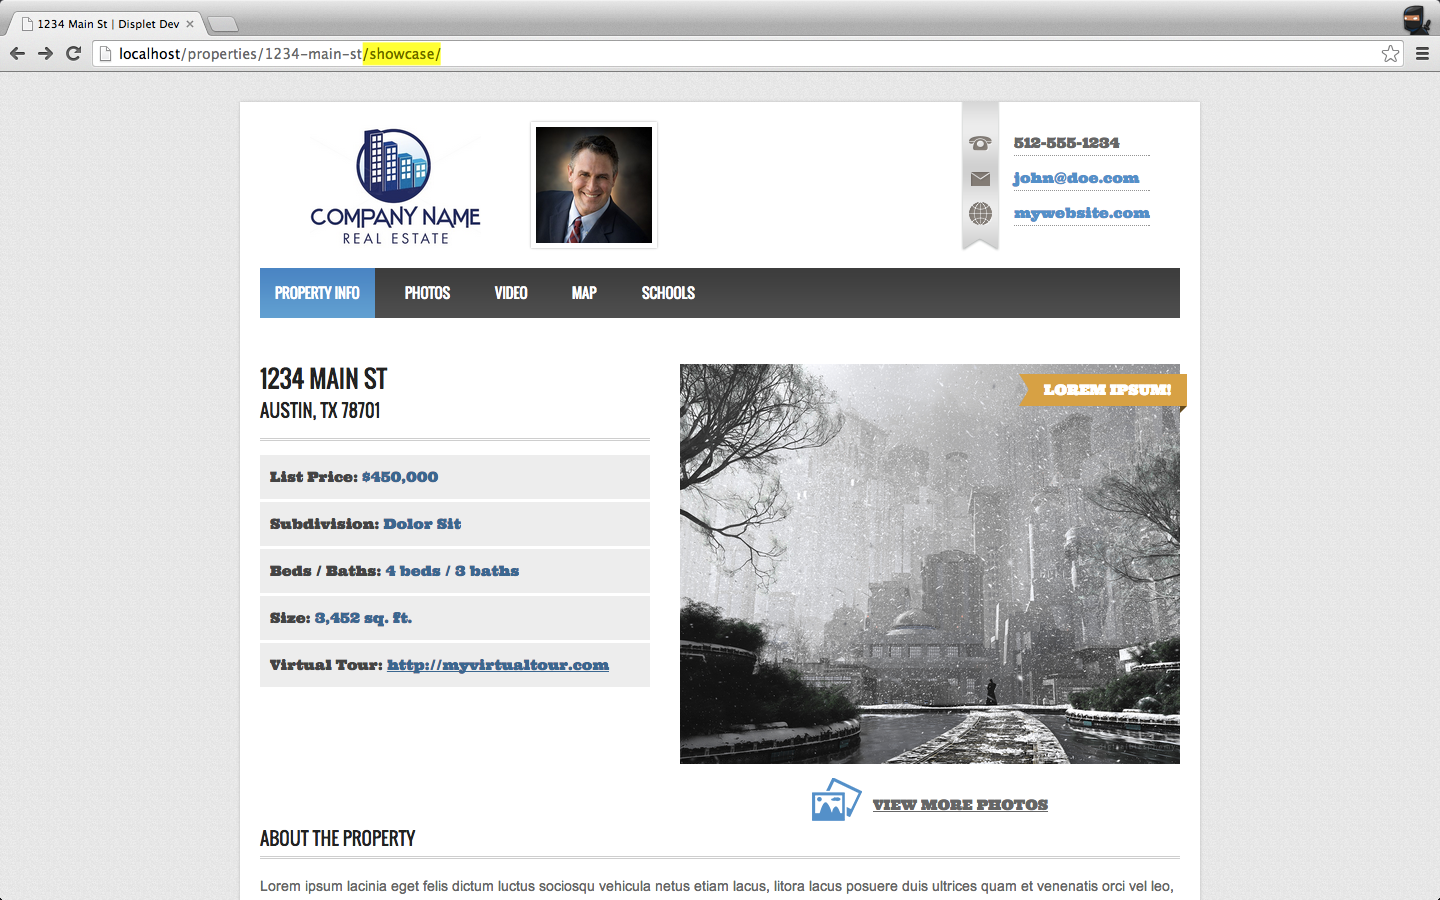 1234 Main St | Displet Dev
localhost/properties/1234-main-st/showcase/
COMPANY NAME
REAL ESTATE
512-555-1234
john@doe.com
mywebsite.com
PROPERTY INFO PHOTOS VIDEO MAP SCHOOLS
1234 MAIN ST
AUSTIN, TX 78701
LOREM IPSUM!
List Price: $450,000
Subdivision: Dolor Sit
Beds / Baths: 4 beds / 3 baths
Size: 3,452 sq. ft.
Virtual Tour: http://myvirtualtour.com
VIEW MORE PHOTOS
ABOUT THE PROPERTY
Lorem ipsum lacinia eget felis dictum luctus sociosqu vehicula netus etiam lacus, litora lacus posuere duis ultrices quam et venenatis orci vel leo,